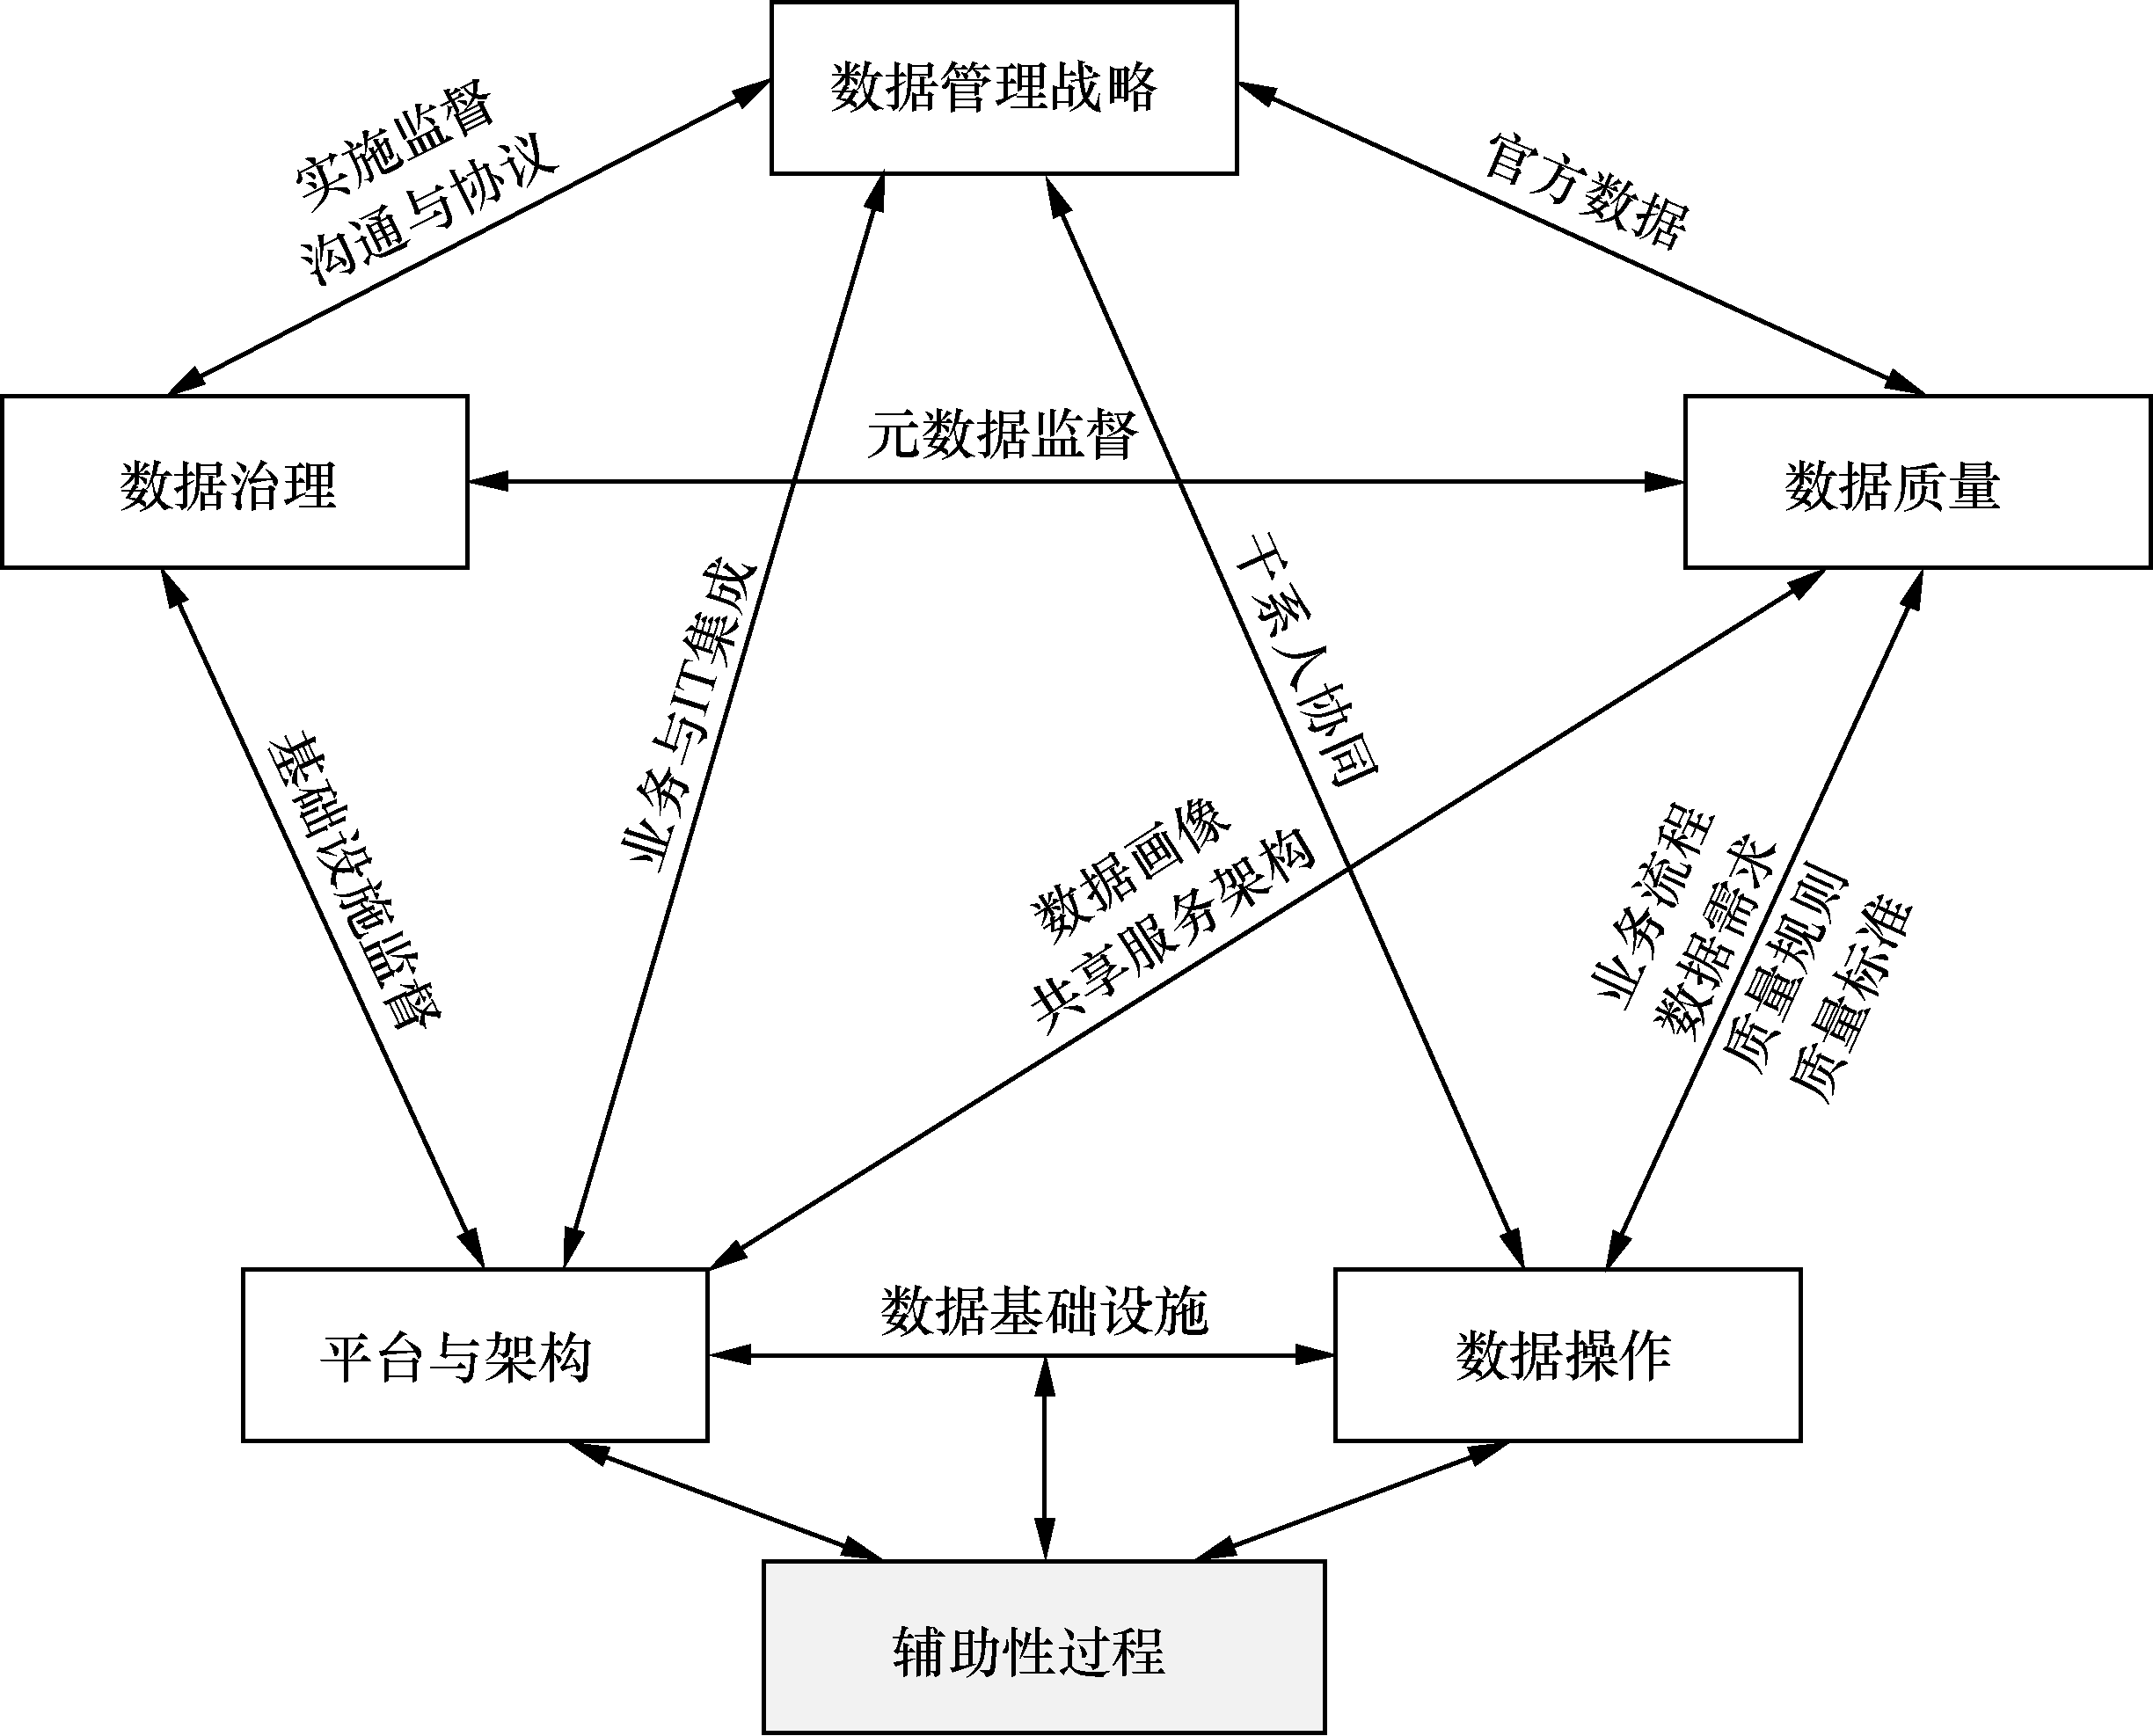 数据管理战略
实施监督
沟通与协议
官方数据
元数据监督
数据治理
数据质量
干系人协同
业务与IT集成
基础设施监督
数据画像
共享服务架构
业务流程
数据需求
质量规则
质量标准
数据基础设施
平台与架构
数据操作
辅助性过程